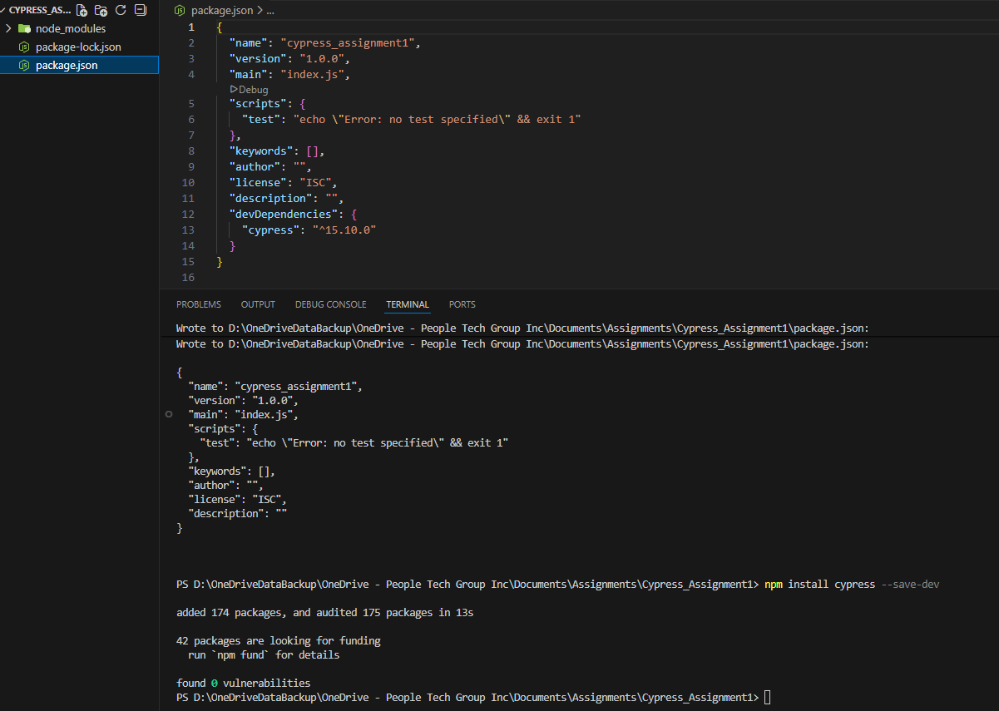 CYPRESS_AS...
node_modules
package-lock.json
package.json
package.json > ...
1 {
2 "name": "cypress_assignment1",
3 "version": "1.0.0",
4 "main": "index.js",
Debug
5 "scripts": {
6 "test": "echo \"Error: no test specified\" && exit 1"
7 },
8 "keywords": [],
9 "author": "",
10 "license": "ISC",
11 "description": "",
12 "devDependencies": {
13 "cypress": "^15.10.0"
14 }
15 }
16
PROBLEMS OUTPUT DEBUG CONSOLE TERMINAL PORTS
Wrote to D:\OneDriveDataBackup\OneDrive - People Tech Group Inc\Documents\Assignments\Cypress_Assignment1\package.json:
Wrote to D:\OneDriveDataBackup\OneDrive - People Tech Group Inc\Documents\Assignments\Cypress_Assignment1\package.json:
{
"name": "cypress_assignment1",
"version": "1.0.0",
"main": "index.js",
"scripts": {
"test": "echo \"Error: no test specified\" && exit 1"
},
"keywords": [],
"author": "",
"license": "ISC",
"description": ""
}
PS D:\OneDriveDataBackup\OneDrive - People Tech Group Inc\Documents\Assignments\Cypress_Assignment1> npm install cypress --save-dev
added 174 packages, and audited 175 packages in 13s
42 packages are looking for funding
run `npm fund` for details
found 0 vulnerabilities
PS D:\OneDriveDataBackup\OneDrive - People Tech Group Inc\Documents\Assignments\Cypress_Assignment1>